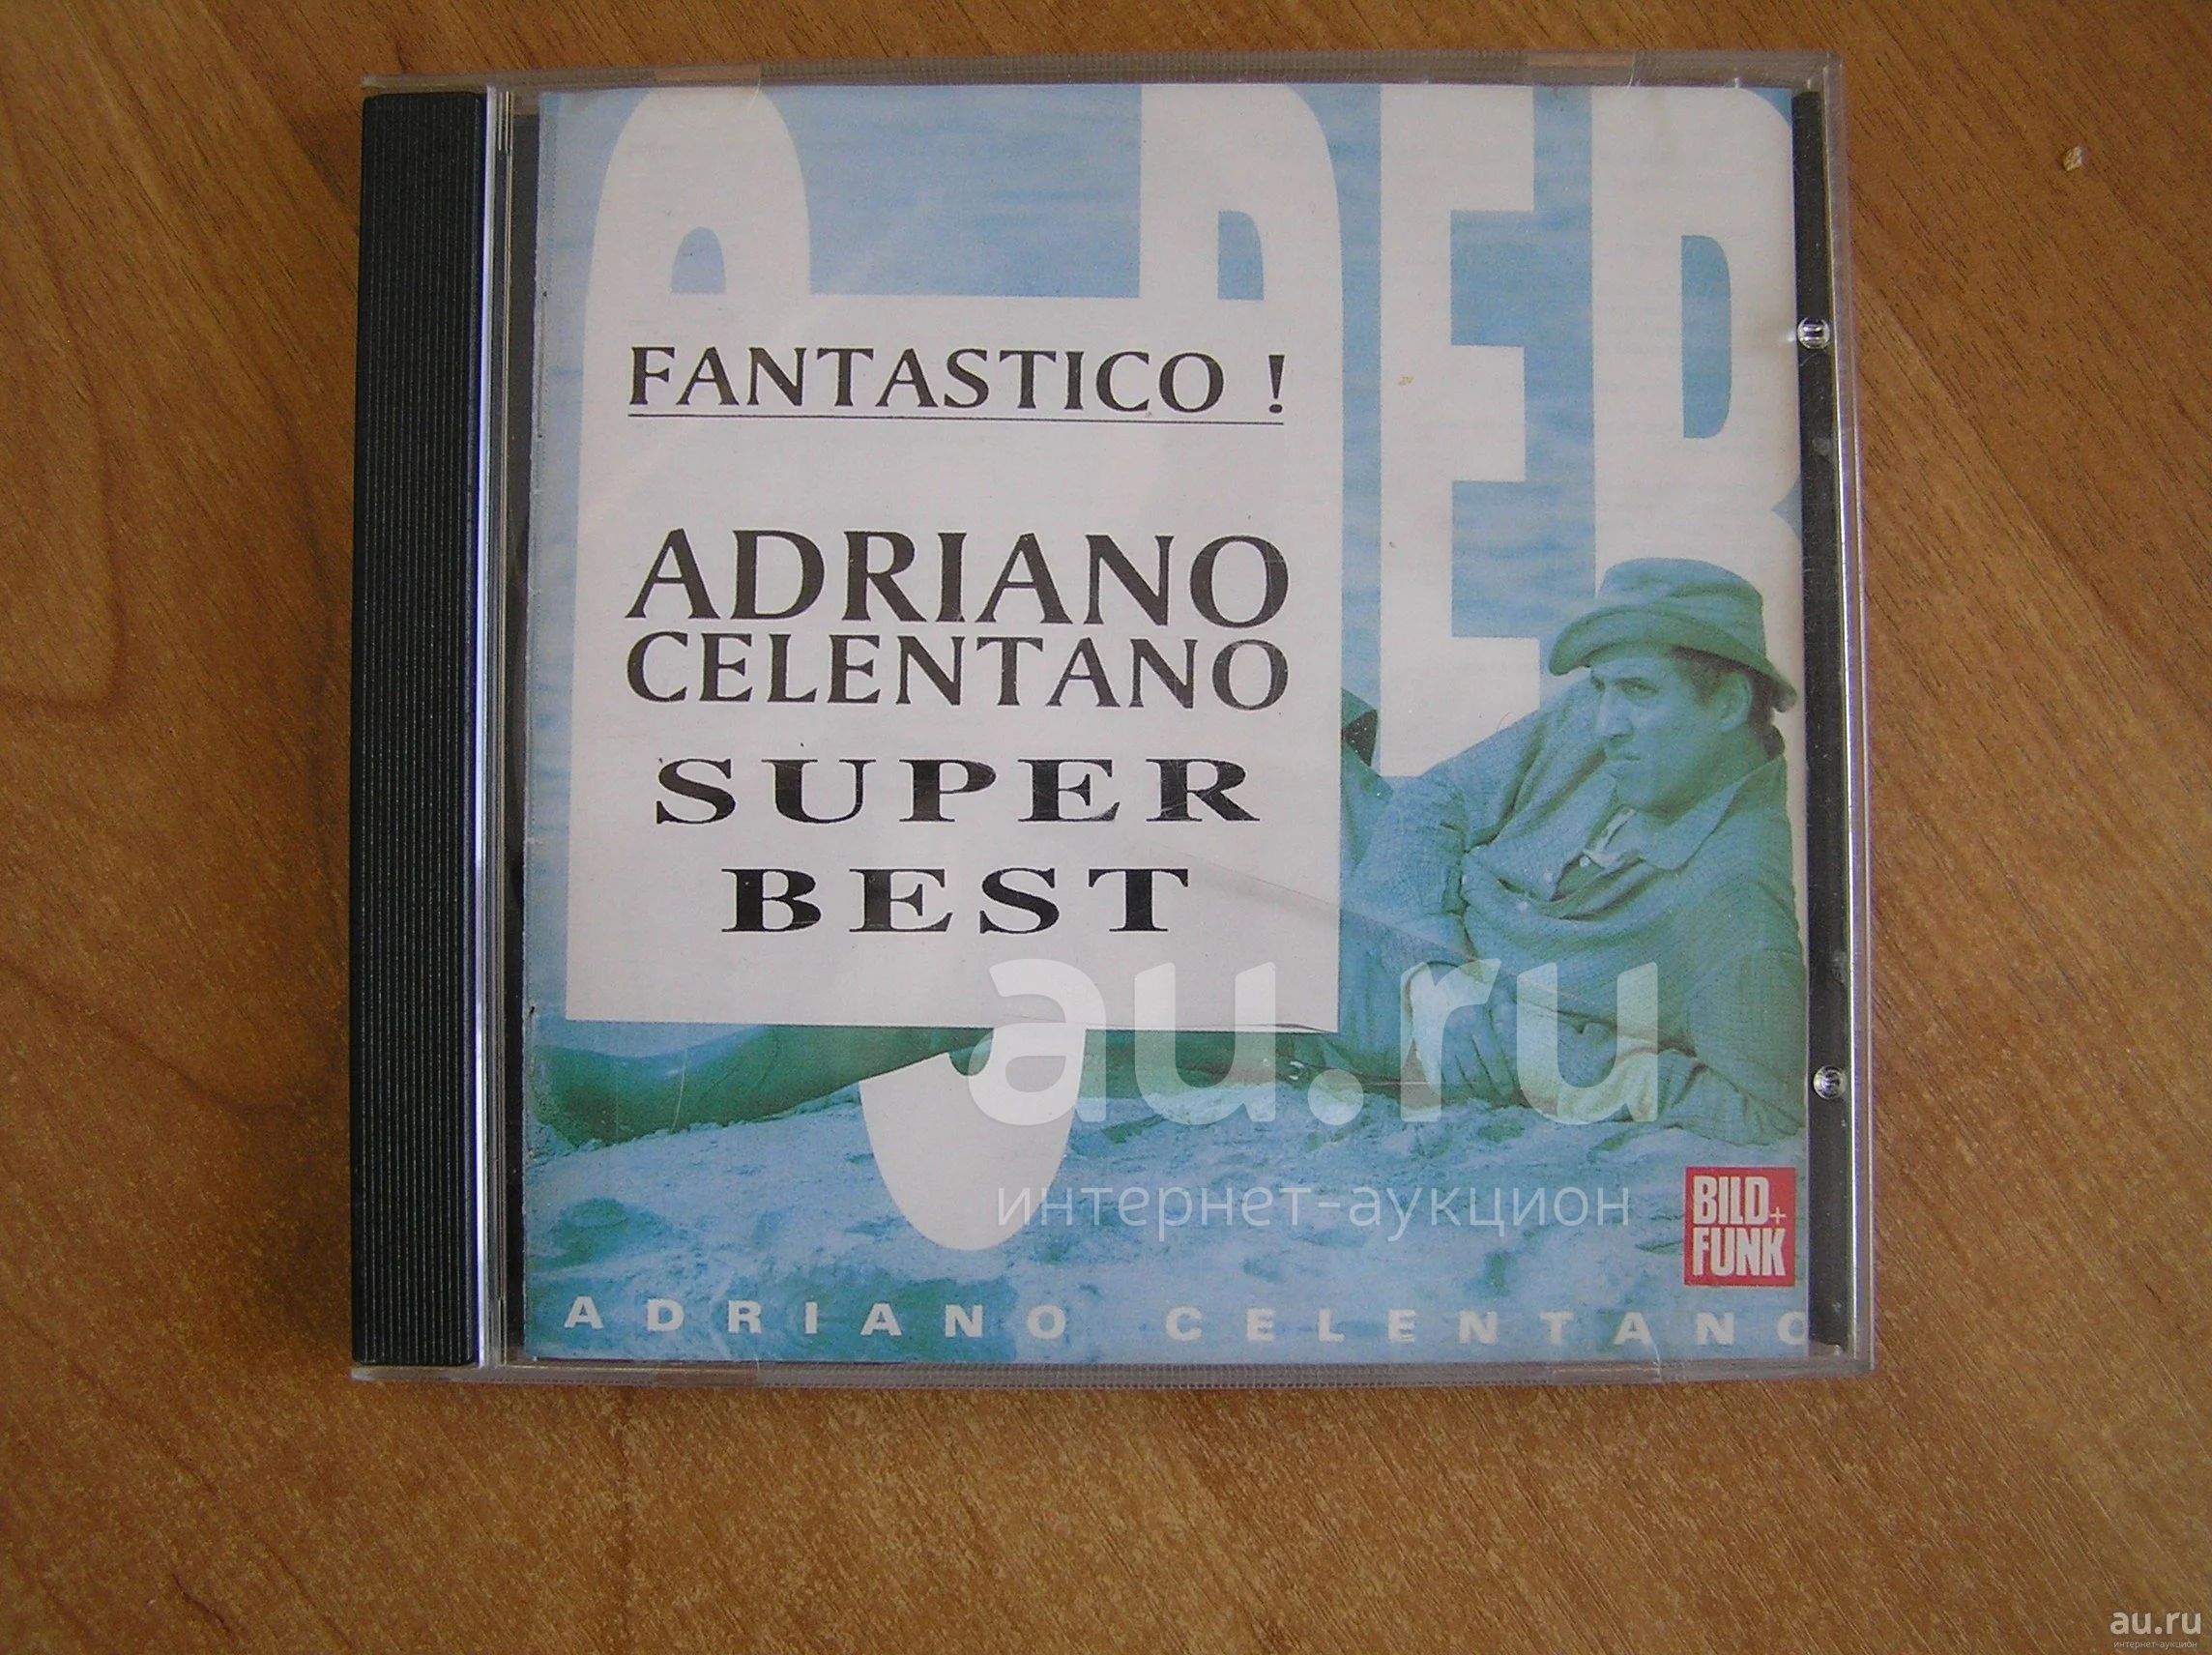 FANTASTICO !
ADRIANO
CELENTANO
SUPER
BEST
au.ru
интернет-аукцион
BILD+
FUNK
ADRIANO CELENTANO
au.ru
интернет-аукцион